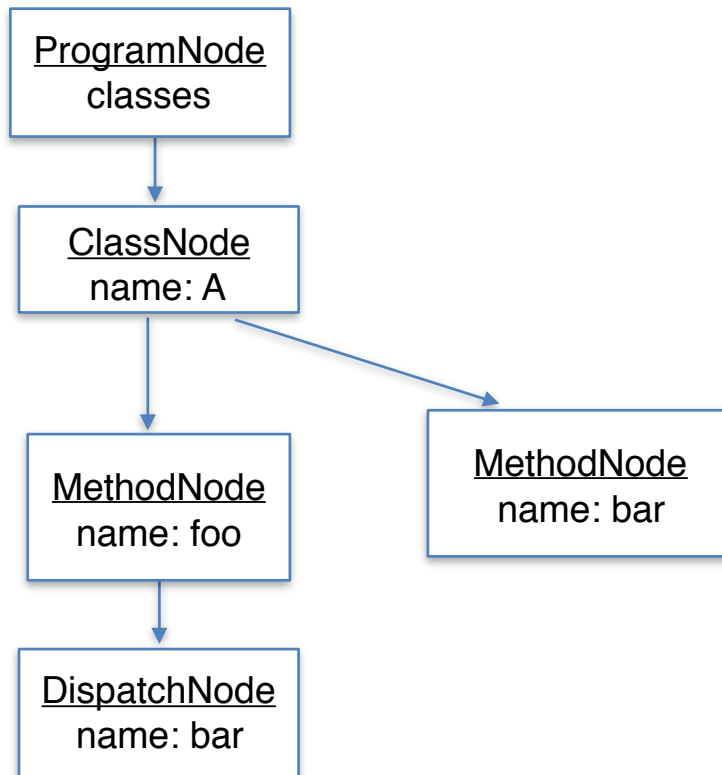 ProgramNode
classes
ClassNode
name: A
MethodNode
name: foo
MethodNode
name: bar
DispatchNode
name: bar